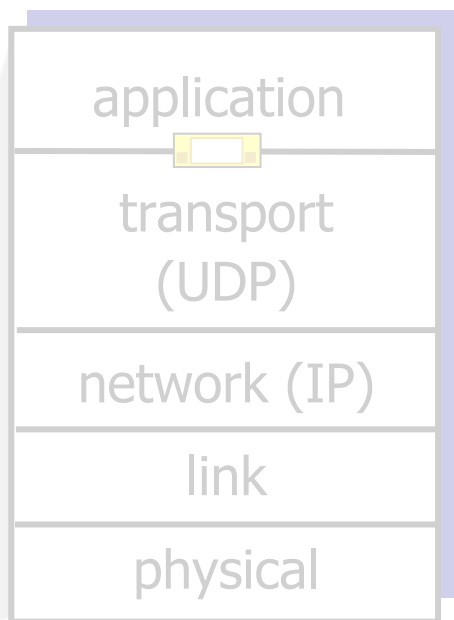 application
transport
(UDP)
network (IP)
link
physical